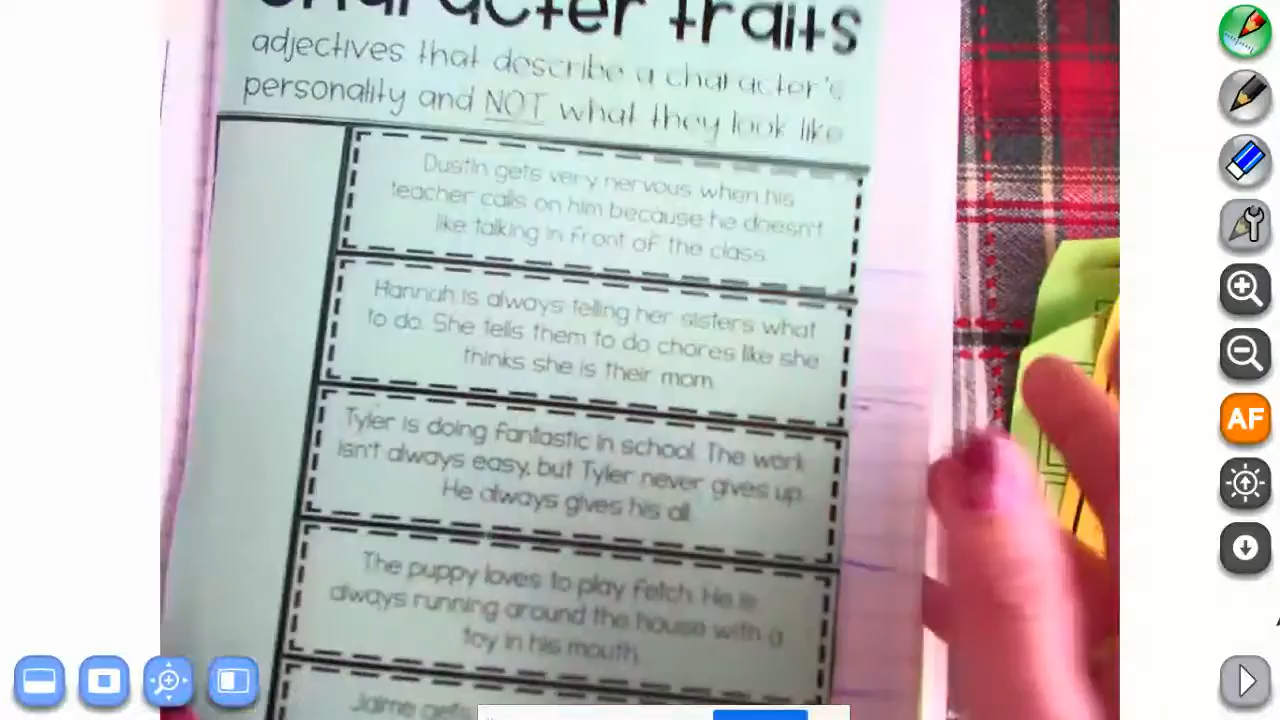 character traits
adjectives that describe a character's
personality and NOT what they look like
Dustin gets very nervous when his
teacher calls on him because he doesn't
like talking in front of the class.
Hannah is always telling her sisters what
to do. She tells them to do chores like she
thinks she is their mom.
Tyler is doing fantastic in school. The work
isn't always easy, but Tyler never gives up.
He always gives his all.
The puppy loves to play fetch. He is
always running around the house with a
toy in his mouth.
Jaime gets
AF